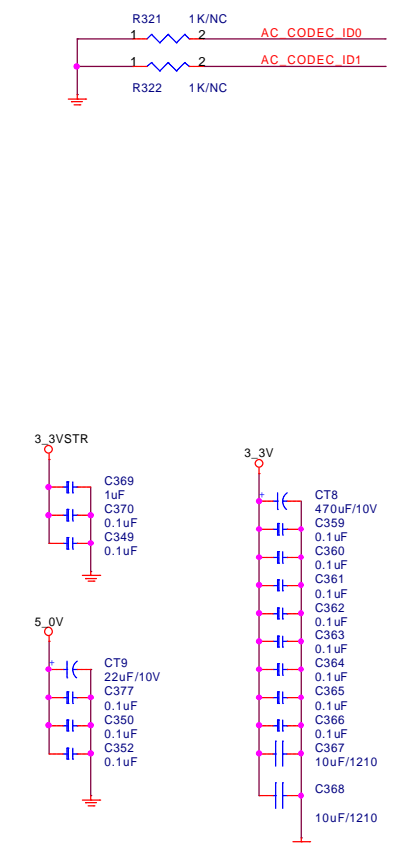 R321 1K/NC
1 2 AC_CODEC_ID0
1 2 AC_CODEC_ID1
R322 1K/NC
3_3VSTR
C369
1uF
C370
0.1uF
C349
0.1uF
5_0V
+
CT9
22uF/10V
C377
0.1uF
C350
0.1uF
C352
0.1uF
3_3V
+
CT8
470uF/10V
C359
0.1uF
C360
0.1uF
C361
0.1uF
C362
0.1uF
C363
0.1uF
C364
0.1uF
C365
0.1uF
C366
0.1uF
C367
10uF/1210
C368
10uF/1210